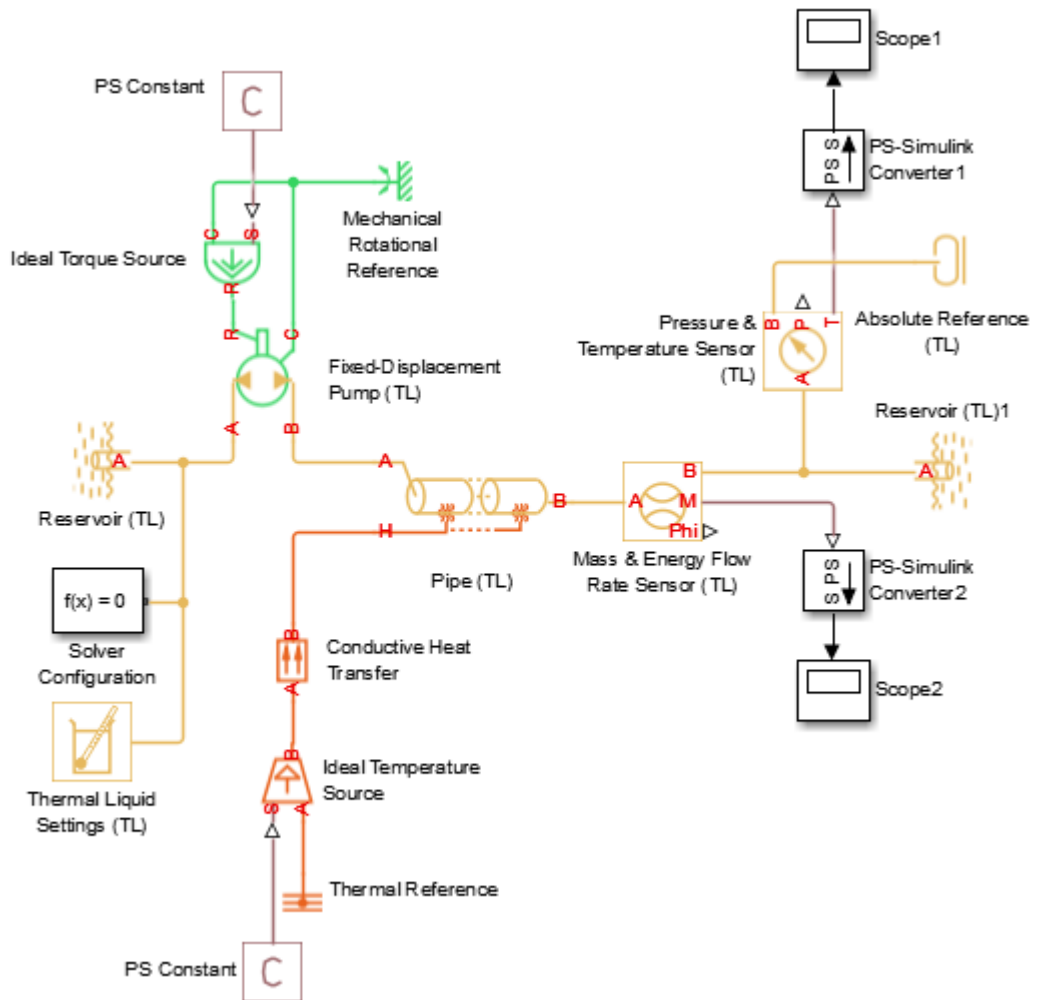 Scope1
PS Constant
C
PS S
PS-Simulink
Converter1
C
S
Mechanical
Rotational
Reference
Ideal Torque Source
R
R
C
B
P
T
A
Pressure &
Temperature Sensor
(TL)
Absolute Reference
(TL)
Fixed-Displacement
Pump (TL)
A
B
Reservoir (TL)1
A
A
A
Reservoir (TL)
B
A
B
M
Phi
H
Pipe (TL)
Mass & Energy Flow
Rate Sensor (TL)
S PS
PS-Simulink
Converter2
f(x) = 0
Solver
Configuration
B
A
Conductive Heat
Transfer
Scope2
B
S
A
Ideal Temperature
Source
Thermal Liquid
Settings (TL)
Thermal Reference
PS Constant
C